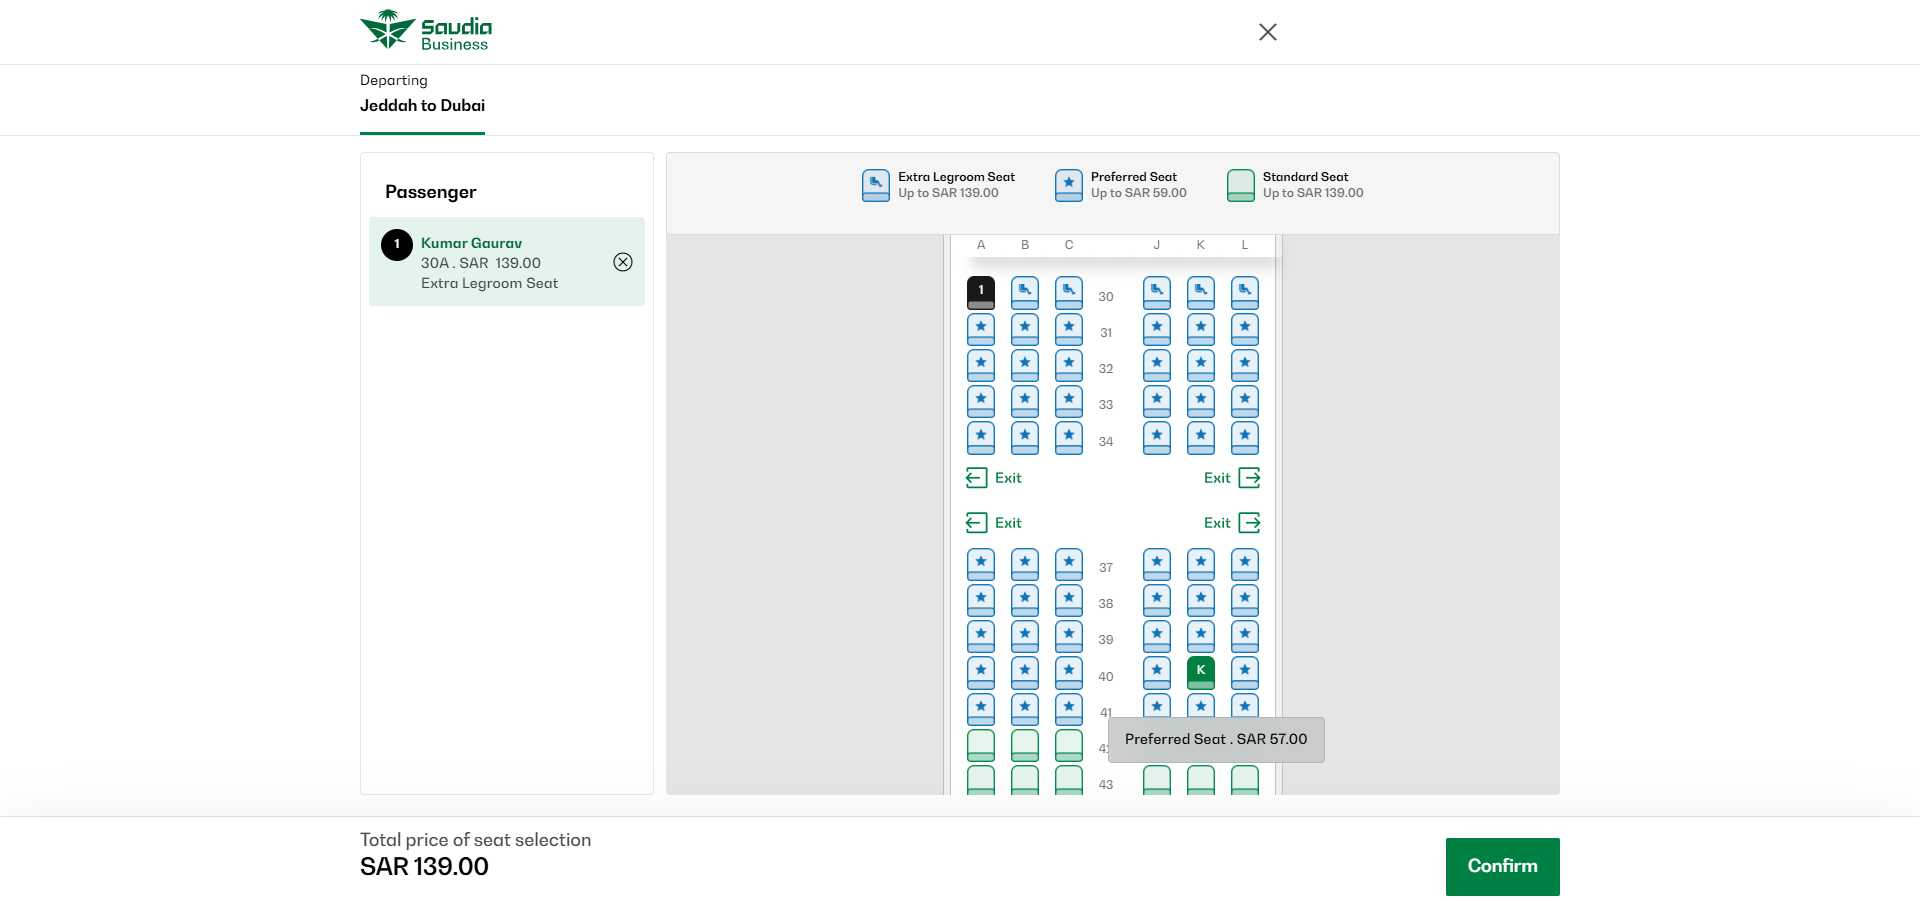 Saudia
Business
Departing
Jeddah to Dubai
Passenger
1
Kumar Gaurav
30A . SAR 139.00
Extra Legroom Seat
Extra Legroom Seat
Up to SAR 139.00
Preferred Seat
Up to SAR 59.00
Standard Seat
Up to SAR 139.00
A B C J K L
1 30
31
32
33
34
Exit Exit
Exit Exit
37
38
39
40 K
41
42
Preferred Seat . SAR 57.00
43
Total price of seat selection
SAR 139.00
Confirm